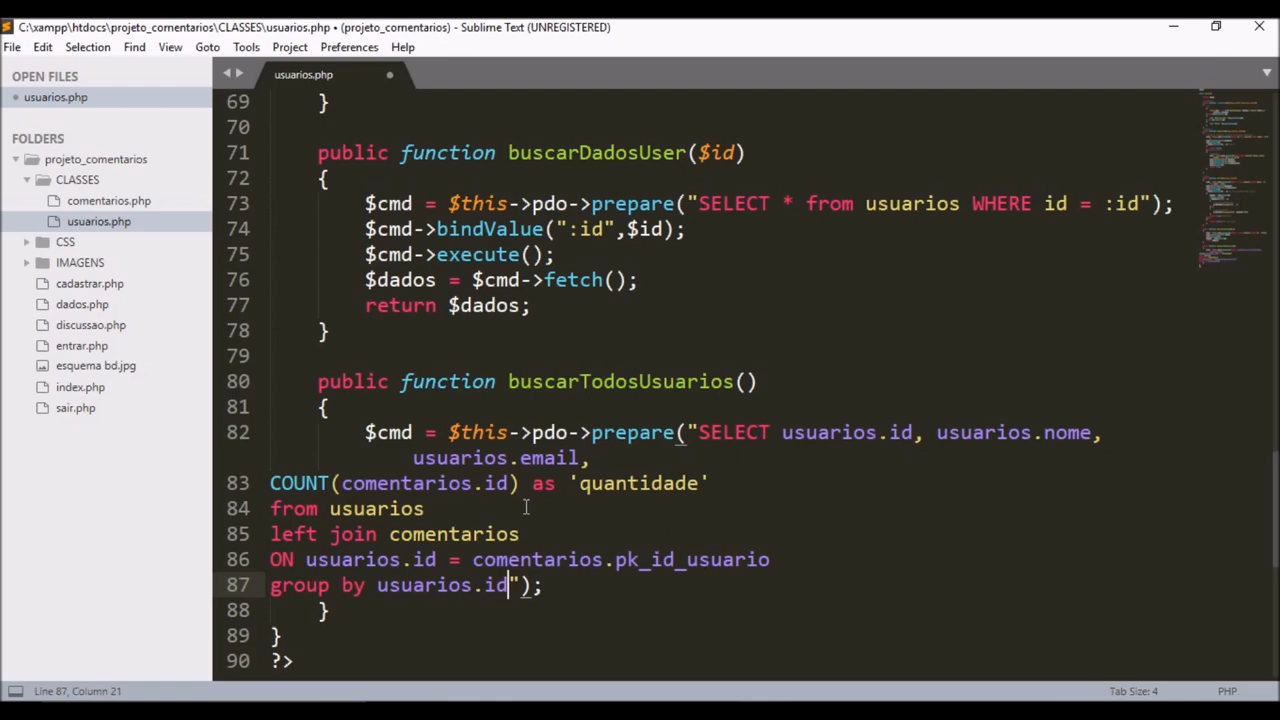 C:\xampp\htdocs\projeto_comentarios\CLASSES\usuarios.php • (projeto_comentarios) - Sublime Text (UNREGISTERED)
File Edit Selection Find View Goto Tools Project Preferences Help
OPEN FILES
usuarios.php
FOLDERS
projeto_comentarios
CLASSES
comentarios.php
usuarios.php
CSS
IMAGENS
cadastrar.php
dados.php
discussao.php
entrar.php
esquema bd.jpg
index.php
sair.php
usuarios.php
69 }
70
71 public function buscarDadosUser($id)
72 {
73 $cmd = $this->pdo->prepare("SELECT * from usuarios WHERE id = :id");
74 $cmd->bindValue(":id",$id);
75 $cmd->execute();
76 $dados = $cmd->fetch();
77 return $dados;
78 }
79
80 public function buscarTodosUsuarios()
81 {
82 $cmd = $this->pdo->prepare("SELECT usuarios.id, usuarios.nome,
usuarios.email,
83 COUNT(comentarios.id) as 'quantidade'
84 from usuarios
85 left join comentarios
86 ON usuarios.id = comentarios.pk_id_usuario
87 group by usuarios.id");
88 }
89 }
90 ?>
Line 87, Column 21
Tab Size: 4
PHP